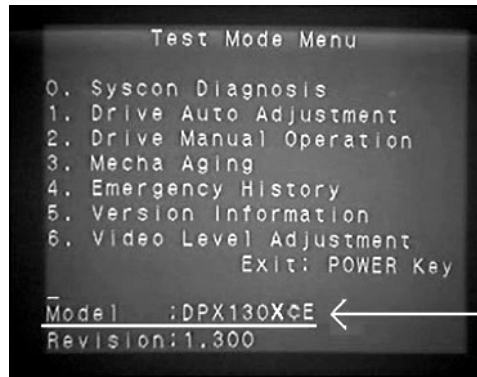 Test Mode Menu
0. Syscon Diagnosis
1. Drive Auto Adjustment
2. Drive Manual Operation
3. Mecha Aging
4. Emergency History
5. Version Information
6. Video Level Adjustment
Exit: POWER Key
_
Model :DPX130XCE
Revision:1.300